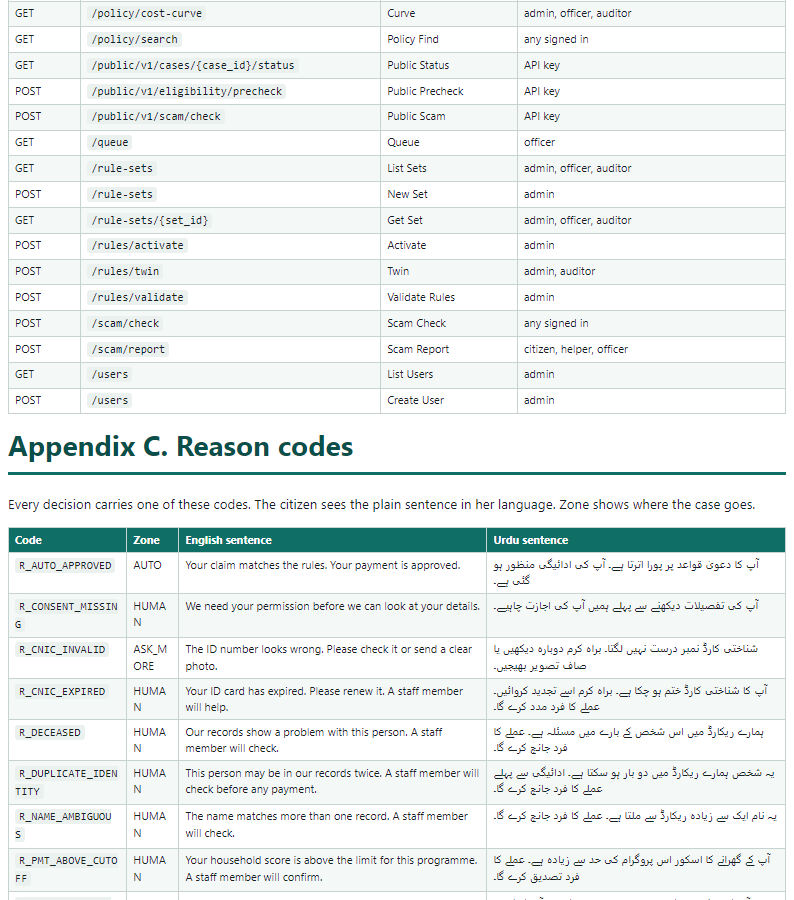 GET /policy/cost-curve Curve admin, officer, auditor
GET /policy/search Policy Find any signed in
GET /public/v1/cases/{case_id}/status Public Status API key
POST /public/v1/eligibility/precheck Public Precheck API key
POST /public/v1/scam/check Public Scam API key
GET /queue Queue officer
GET /rule-sets List Sets admin, officer, auditor
POST /rule-sets New Set admin
GET /rule-sets/{set_id} Get Set admin, officer, auditor
POST /rules/activate Activate admin
POST /rules/twin Twin admin, auditor
POST /rules/validate Validate Rules admin
POST /scam/check Scam Check any signed in
POST /scam/report Scam Report citizen, helper, officer
GET /users List Users admin
POST /users Create User admin
Appendix C. Reason codes
Every decision carries one of these codes. The citizen sees the plain sentence in her language. Zone shows where the case goes.
Code Zone English sentence Urdu sentence
R_AUTO_APPROVED AUTO Your claim matches the rules. Your payment is approved. آپ کا دعویٰ قواعد پر پورا اترتا ہے۔ آپ کی ادائیگی منظور ہو
گئی ہے۔
R_CONSENT_MISSIN HUMA We need your permission before we can look at your details. آپ کی تفصیلات دیکھنے سے پہلے ہمیں آپ کی اجازت چاہیے۔
G N
R_CNIC_INVALID ASK_M The ID number looks wrong. Please check it or send a clear شناختی کارڈ نمبر درست نہیں لگتا۔ براہ کرم دوبارہ دیکھیں یا
ORE photo. صاف تصویر بھیجیں۔
R_CNIC_EXPIRED HUMA Your ID card has expired. Please renew it. A staff member آپ کا شناختی کارڈ ختم ہو چکا ہے۔ براہ کرم اسے تجدید کروائیں۔
N will help. عملے کا فرد مدد کرے گا۔
R_DECEASED HUMA Our records show a problem with this person. A staff ہمارے ریکارڈ میں اس شخص کے بارے میں مسئلہ ہے۔ عملے کا
N member will check. فرد جانچ کرے گا۔
R_DUPLICATE_IDEN HUMA This person may be in our records twice. A staff member will یہ شخص ہمارے ریکارڈ میں دو بار ہو سکتا ہے۔ ادائیگی سے پہلے
TITY N check before any payment. عملے کا فرد جانچ کرے گا۔
R_NAME_AMBIGUOU HUMA The name matches more than one record. A staff member یہ نام ایک سے زیادہ ریکارڈ سے ملتا ہے۔ عملے کا فرد جانچ کرے گا۔
S N will check.
R_PMT_ABOVE_CUTO HUMA Your household score is above the limit for this programme. آپ کے گھرانے کا اسکور اس پروگرام کی حد سے زیادہ ہے۔ عملے کا
FF N A staff member will confirm. فرد تصدیق کرے گا۔